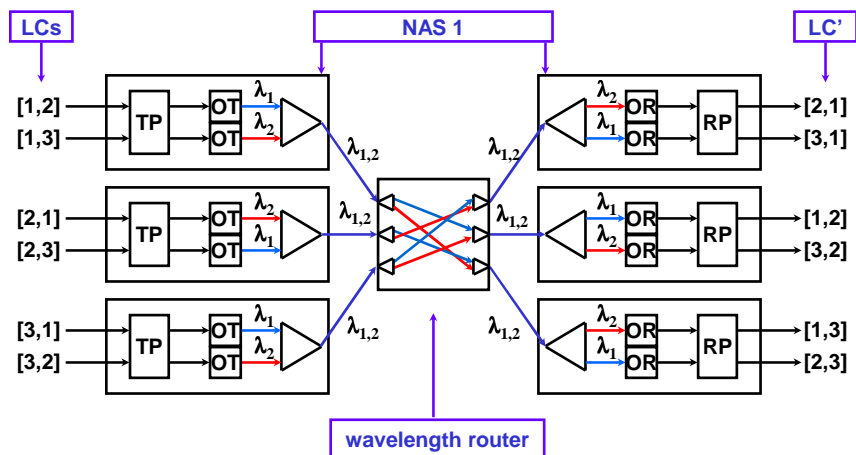 LCs
NAS 1
LC’
[1,2]
[1,3]
TP
OT
OT
λ1
λ2
λ1,2
[2,1]
[2,3]
TP
OT
OT
λ2
λ1
λ1,2
[3,1]
[3,2]
TP
OT
OT
λ1
λ2
λ1,2
wavelength router
λ1,2
λ2
λ1
OR
OR
RP
[2,1]
[3,1]
λ1,2
λ1
λ2
OR
OR
RP
[1,2]
[3,2]
λ1,2
λ2
λ1
OR
OR
RP
[1,3]
[2,3]